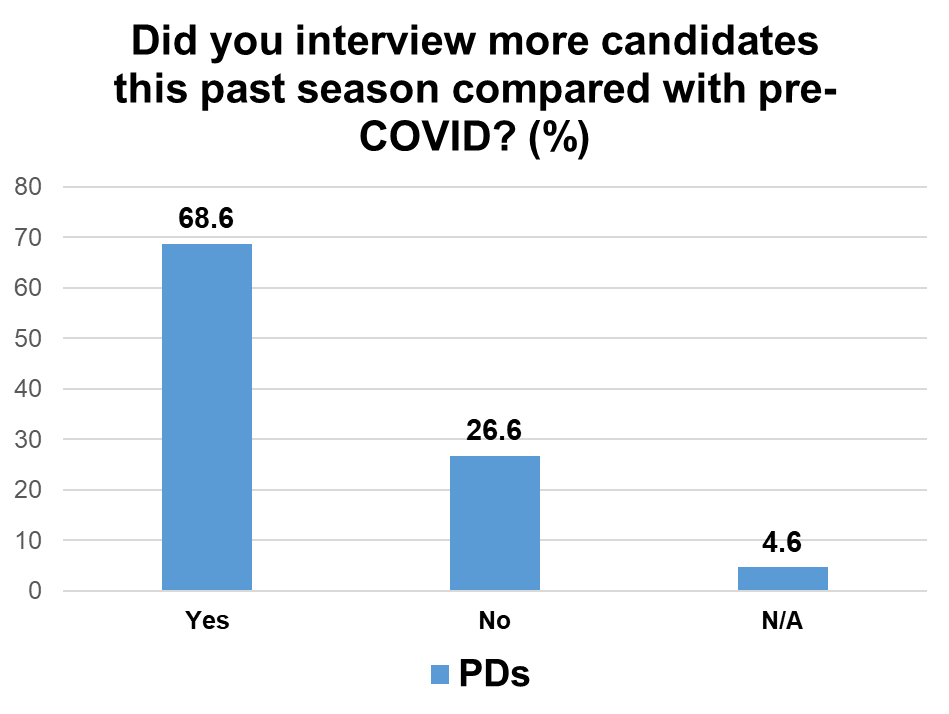 Did you interview more candidates
this past season compared with pre-
COVID? (%)
80
70
60
50
40
30
20
10
0
68.6
26.6
4.6
Yes
No
N/A
PDs